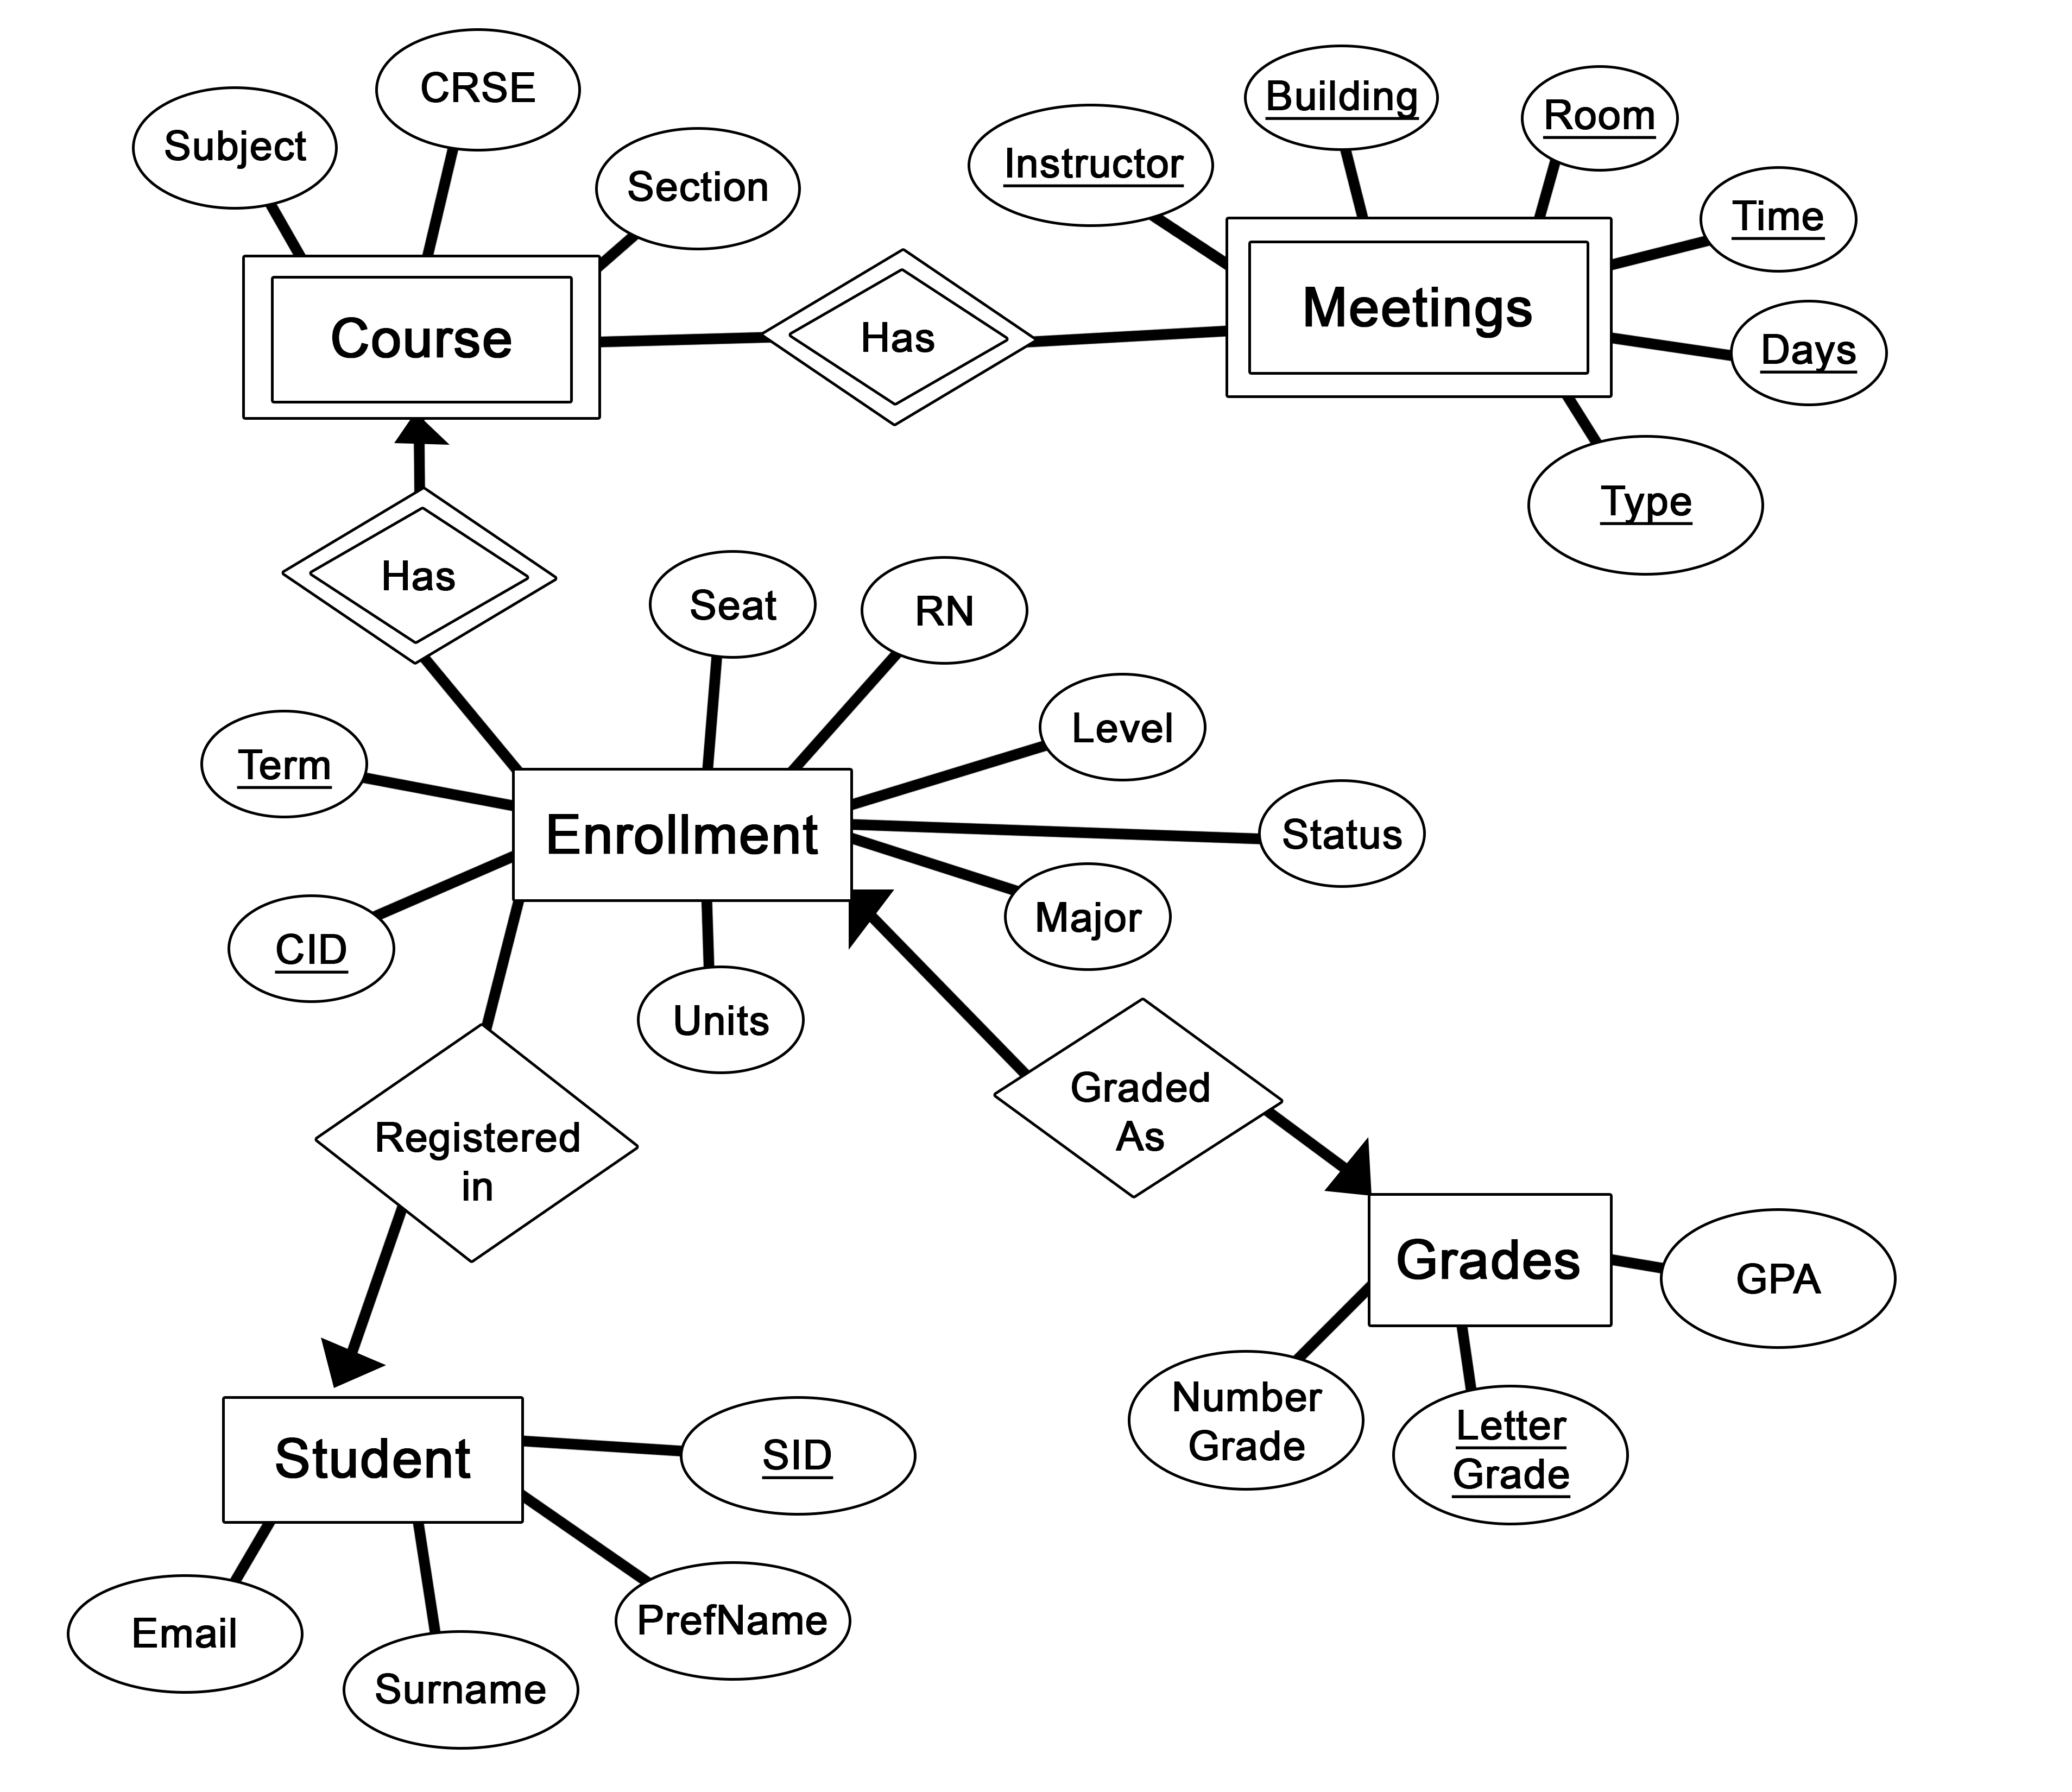 CRSE
Subject
Section
Building
Room
Instructor
Time
Course
Has
Meetings
Days
Type
Has
Seat
RN
Level
Term
Enrollment
Status
CID
Major
Units
Registered
in
Graded
As
Grades
GPA
Number
Grade
Letter
Grade
Student
SID
Email
PrefName
Surname